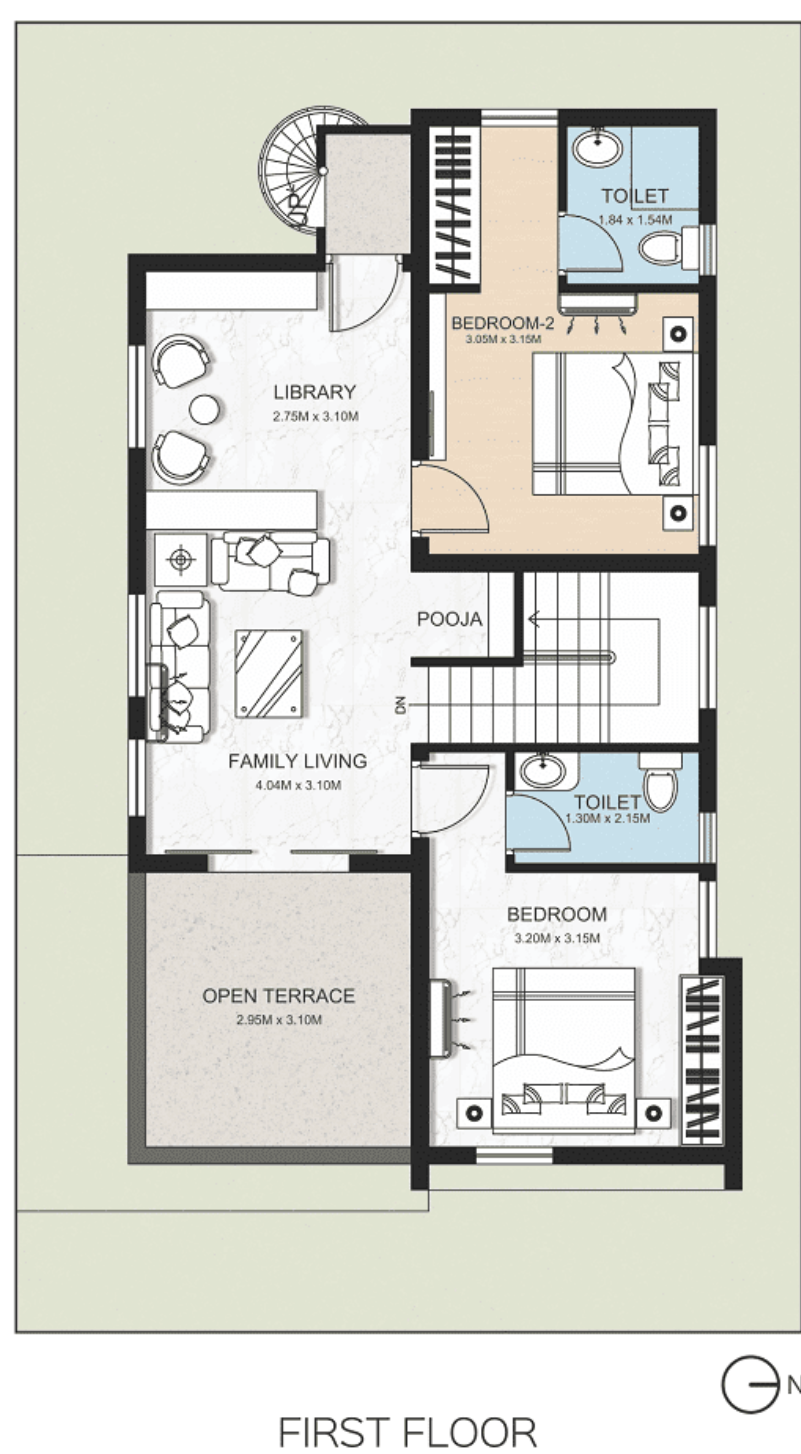 UP
TOILET
1.84 x 1.54M
BEDROOM-2
3.05M x 3.15M
LIBRARY
2.75M x 3.10M
POOJA
DN
FAMILY LIVING
4.04M x 3.10M
TOILET
1.30M x 2.15M
BEDROOM
3.20M x 3.15M
OPEN TERRACE
2.95M x 3.10M
N
FIRST FLOOR